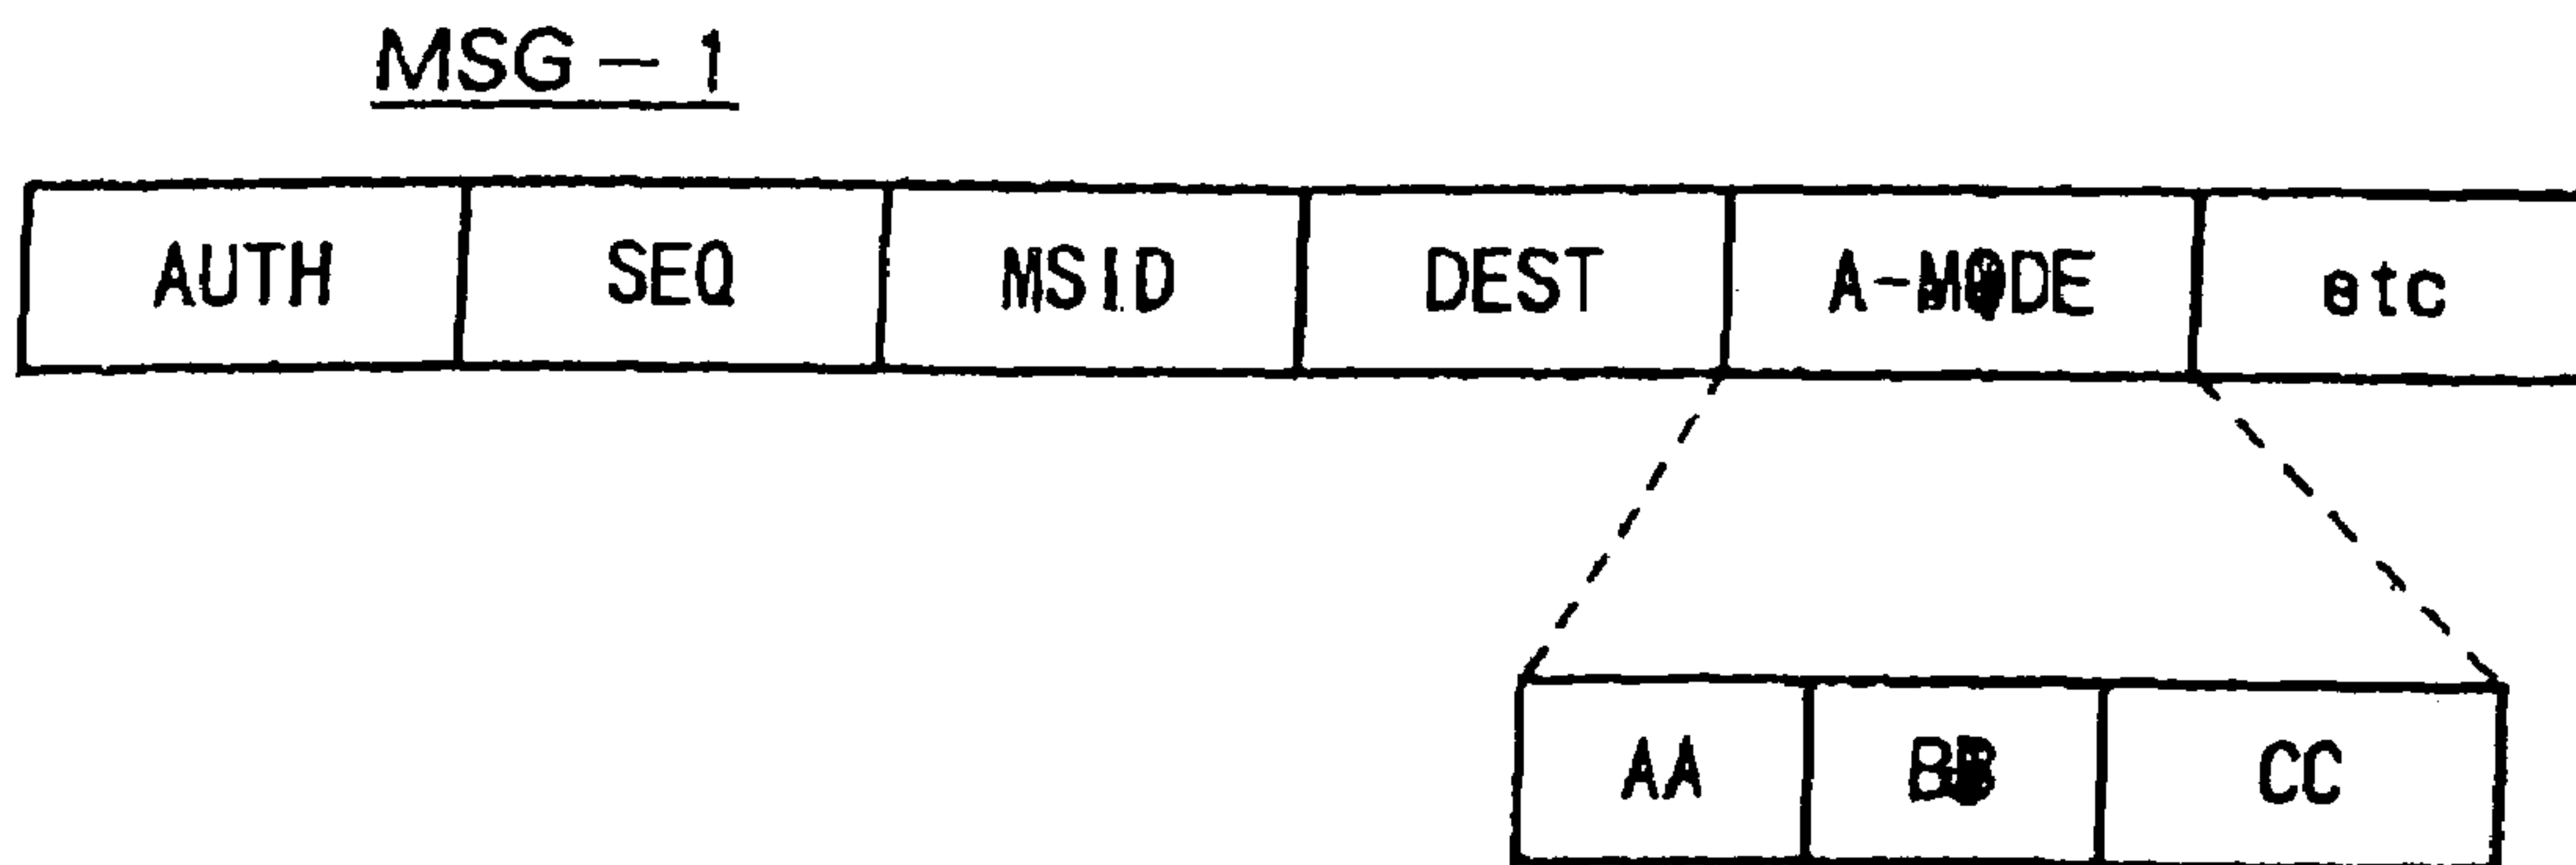 MSG – 1
AUTH SEQ MSID DEST A-MODE etc
AA BB CC